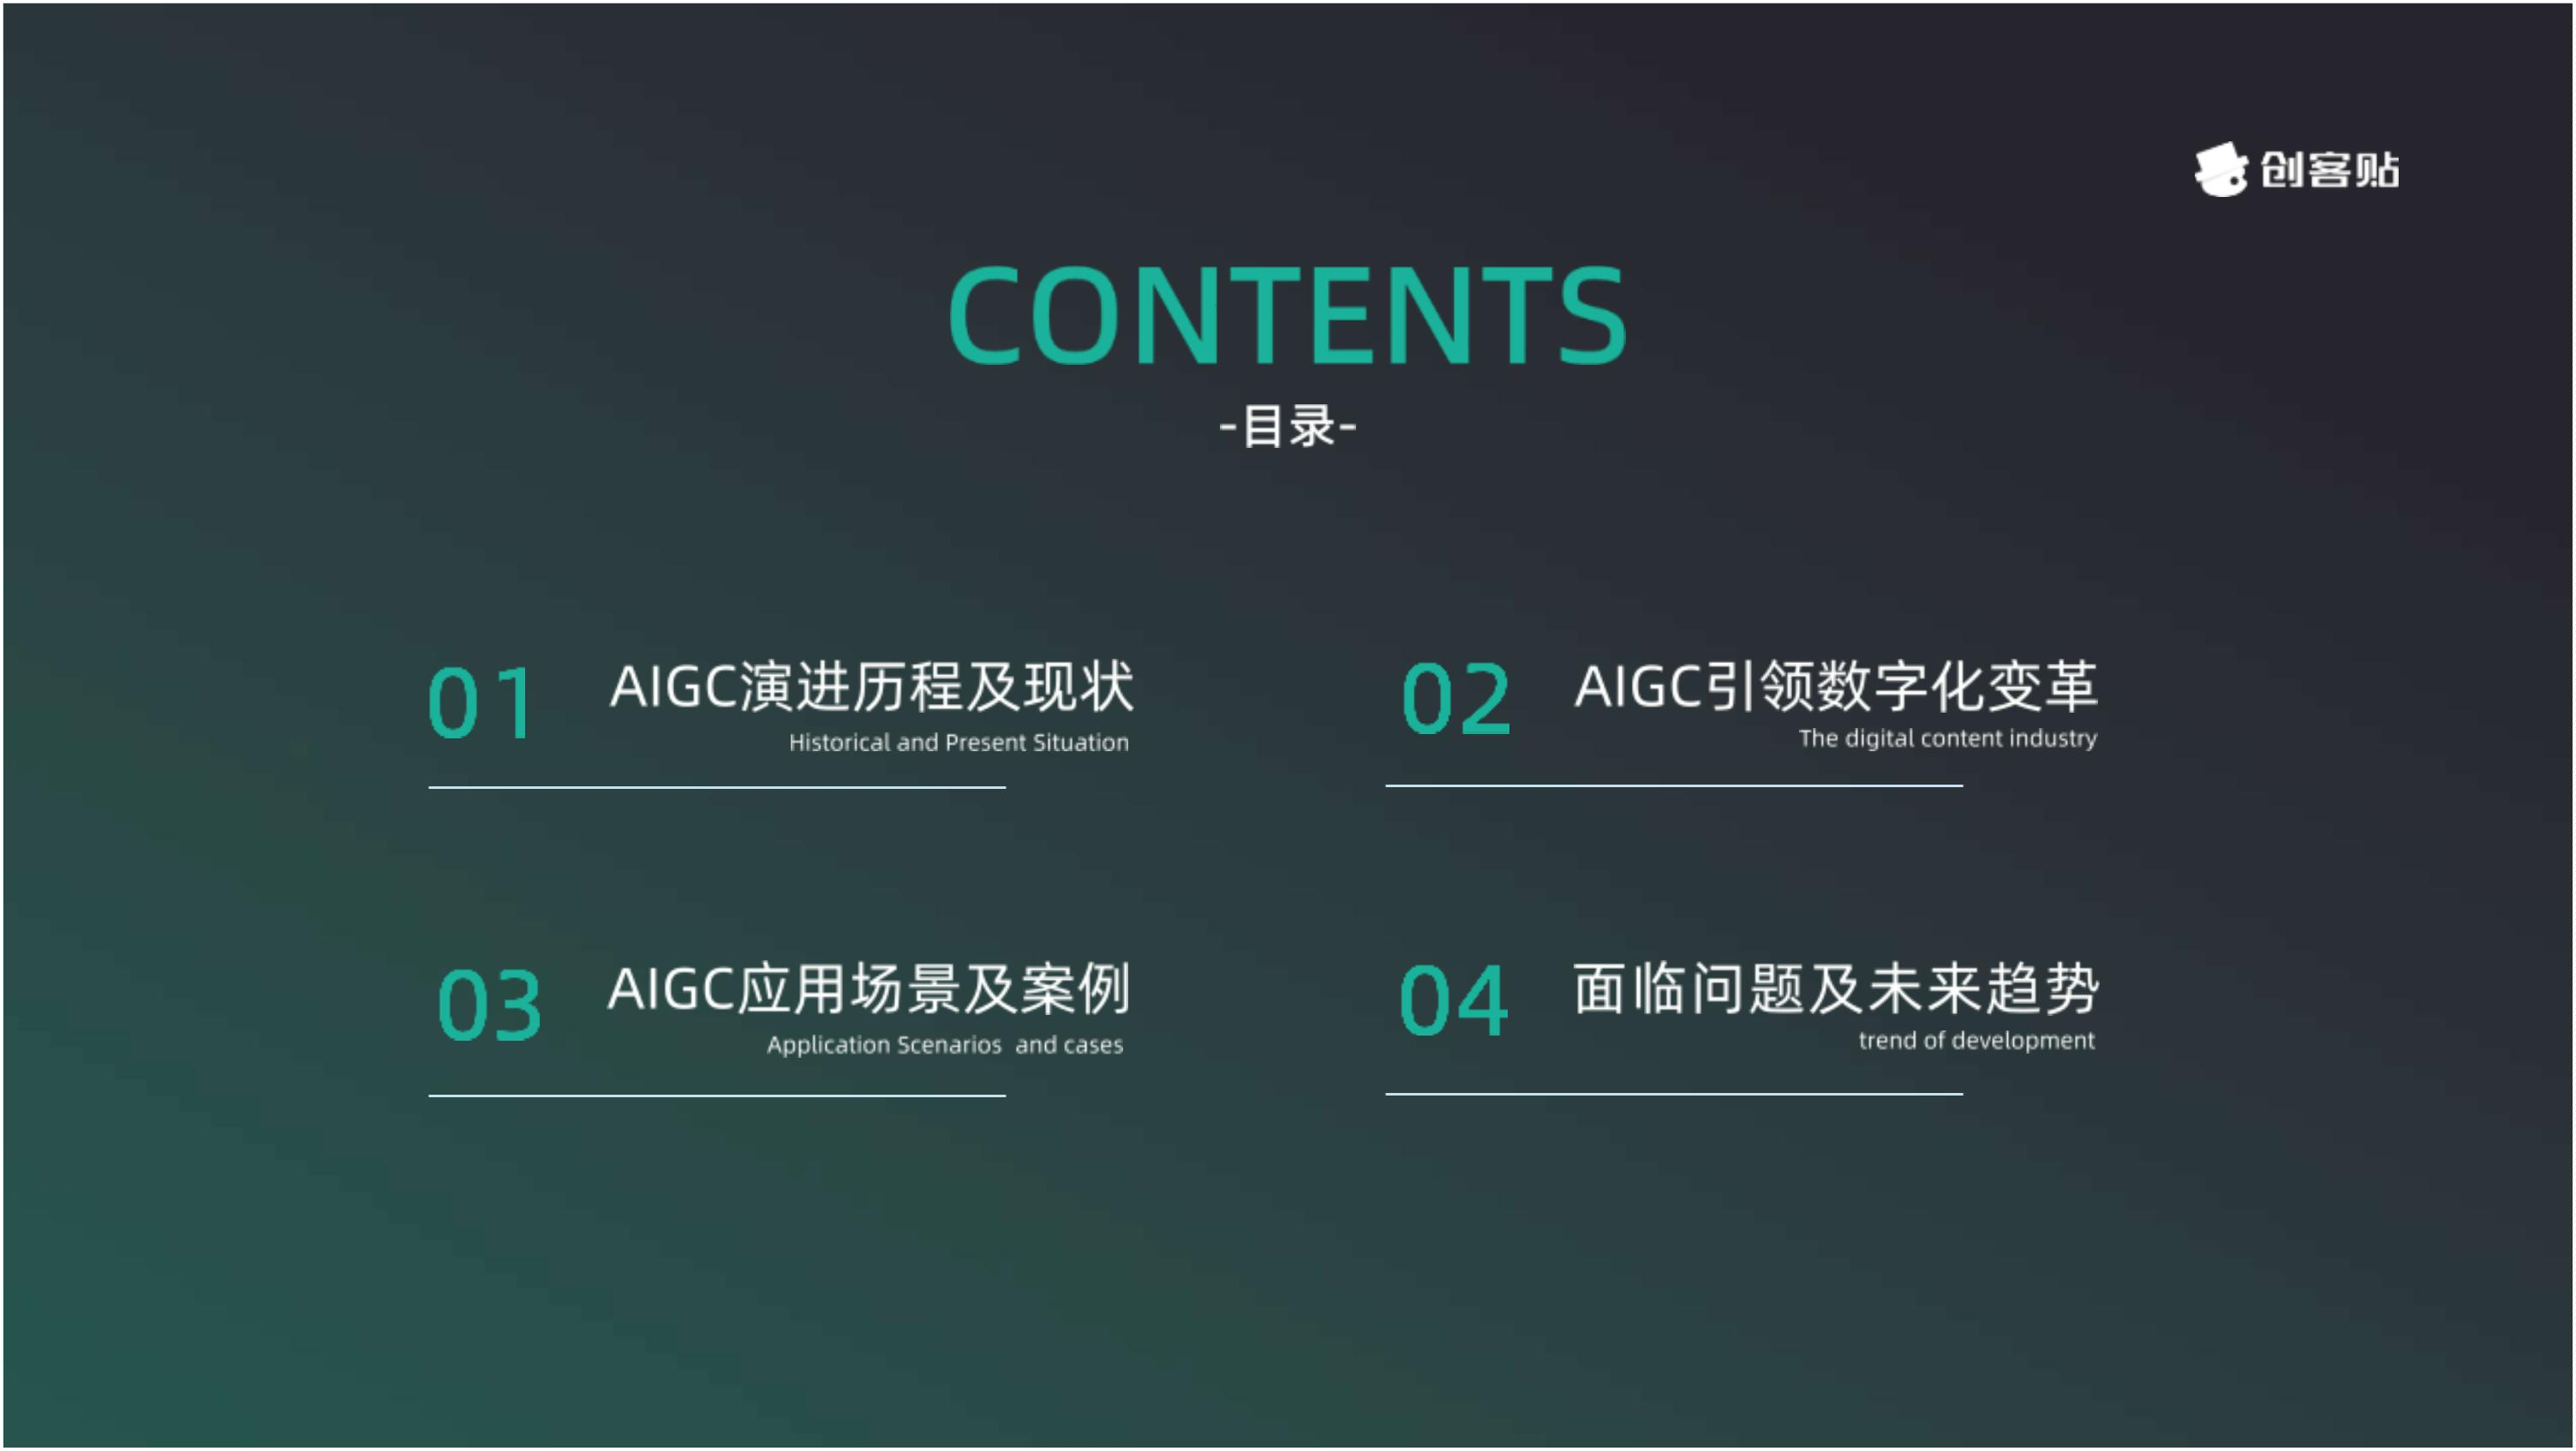 创客贴
CONTENTS
-目录-
01
AIGC演进历程及现状
Historical and Present Situation
02
AIGC引领数字化变革
The digital content industry
03
AIGC应用场景及案例
Application Scenarios  and cases
04
面临问题及未来趋势
trend of development